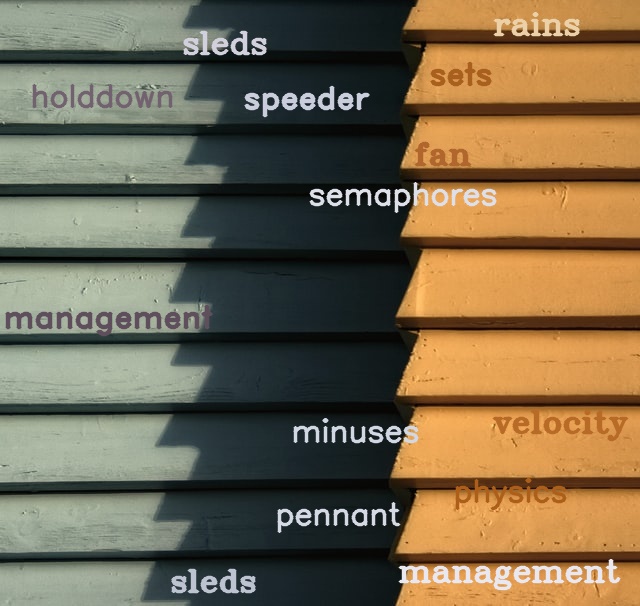 rains
sleds
sets
holddown
speeder
fan
semaphores
management
velocity
minuses
physics
pennant
management
sleds